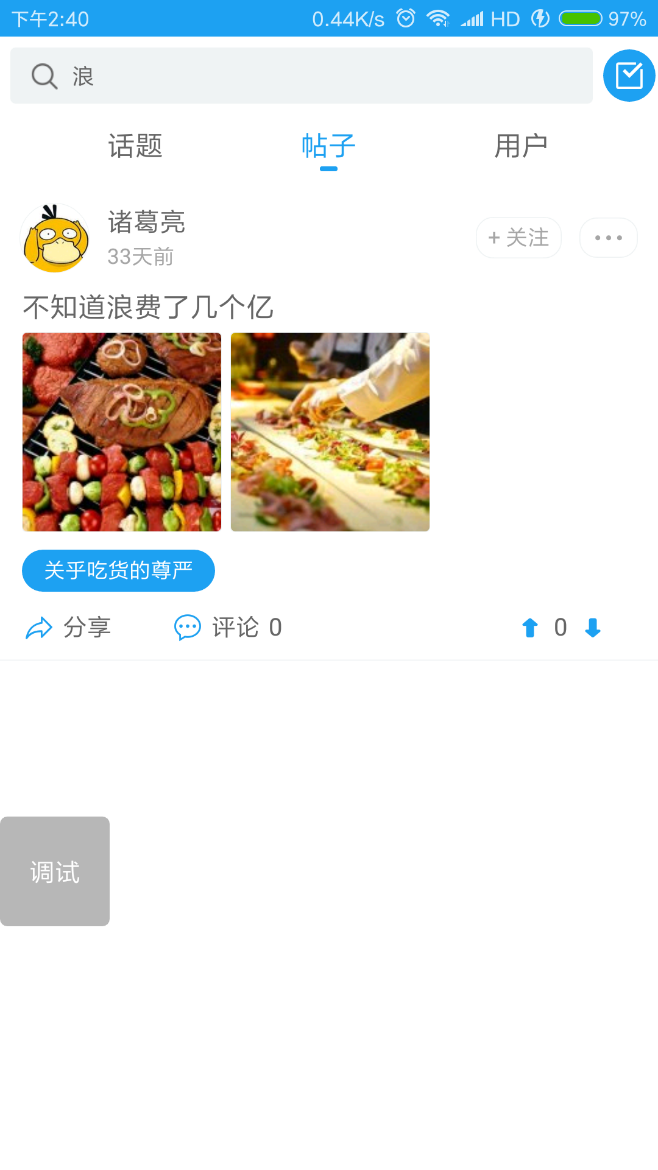 下午2:40 0.44K/s HD 97%
浪
话题 帖子 用户
诸葛亮
33天前
+ 关注
不知道浪费了几个亿
关乎吃货的尊严
分享 评论 0 0
调试